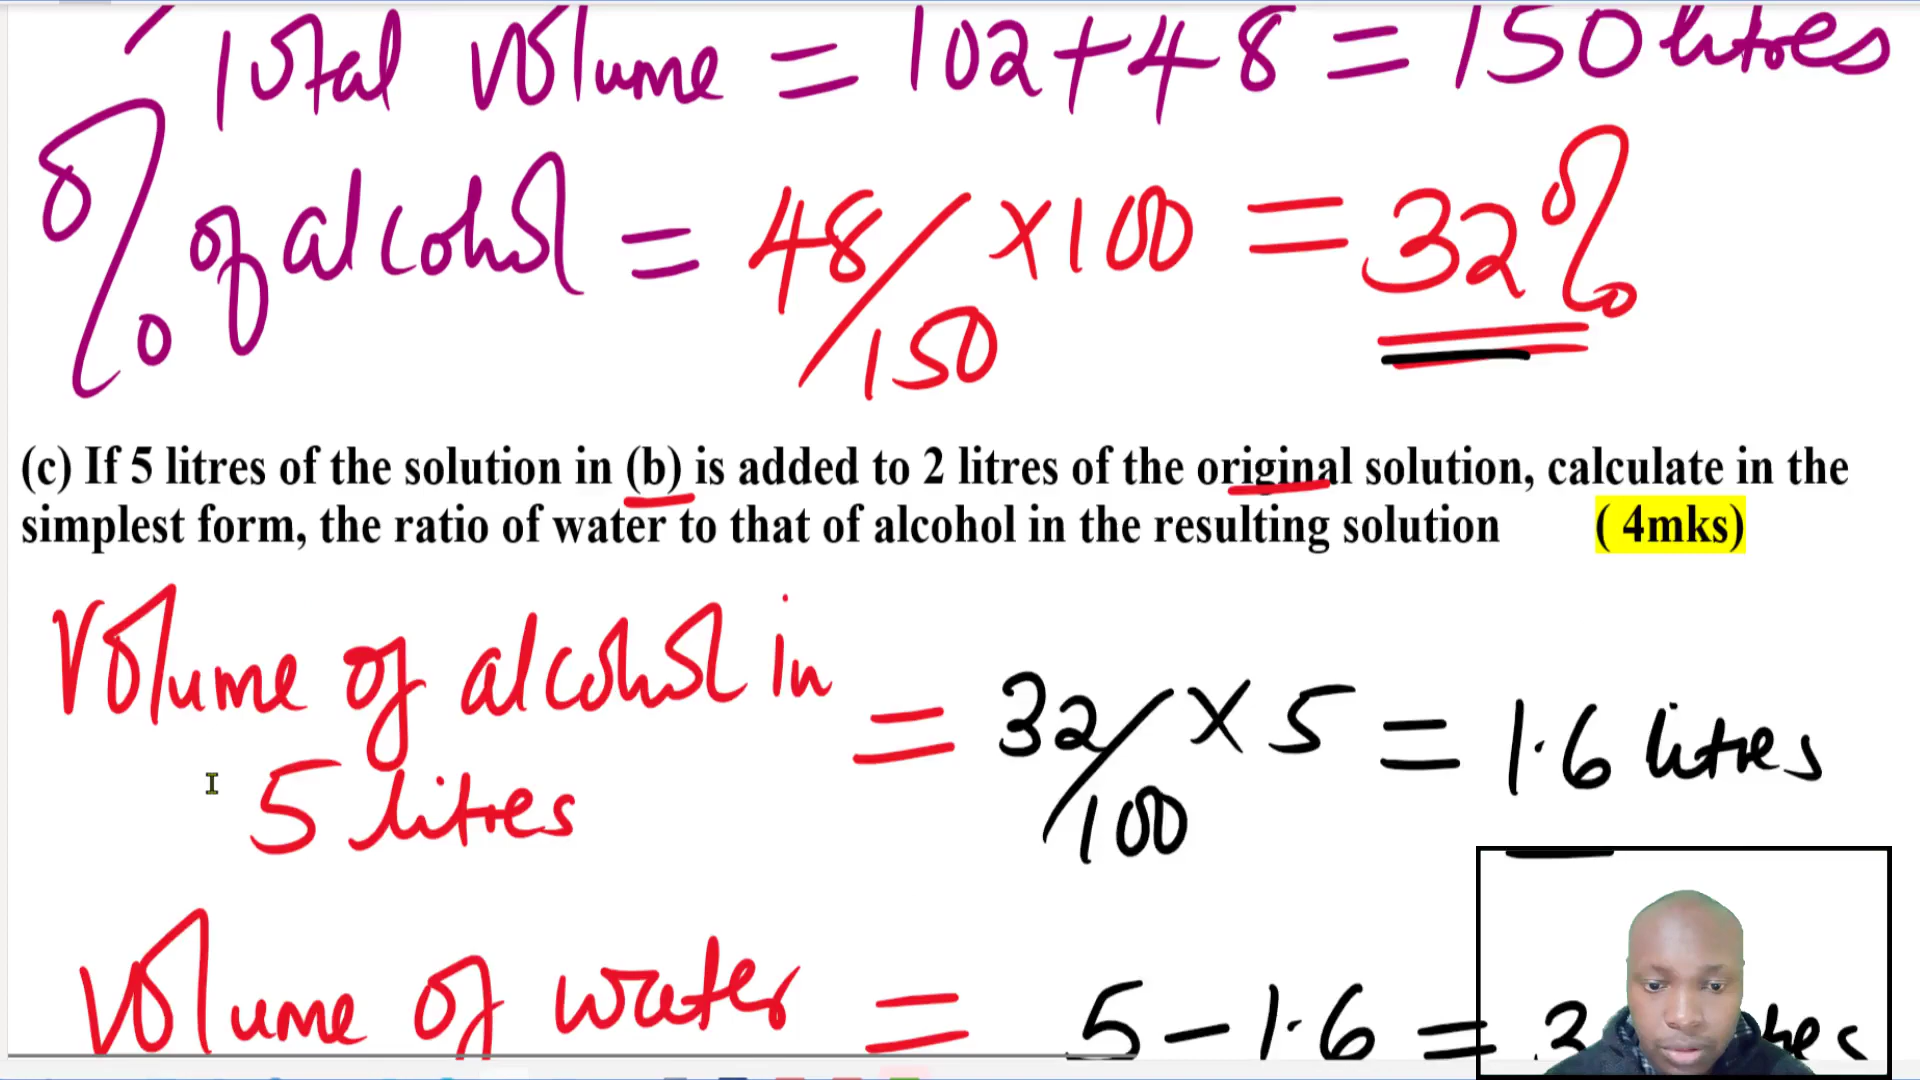 Total volume = 102 + 48 = 150 litres
% of alcohol = 48/150 × 100 = 32%
(c) If 5 litres of the solution in (b) is added to 2 litres of the original solution, calculate in the
simplest form, the ratio of water to that of alcohol in the resulting solution ( 4mks)
Volume of alcohol in
5 litres = 32/100 × 5 = 1.6 litres
Volume of water = 5 - 1.6 = 3